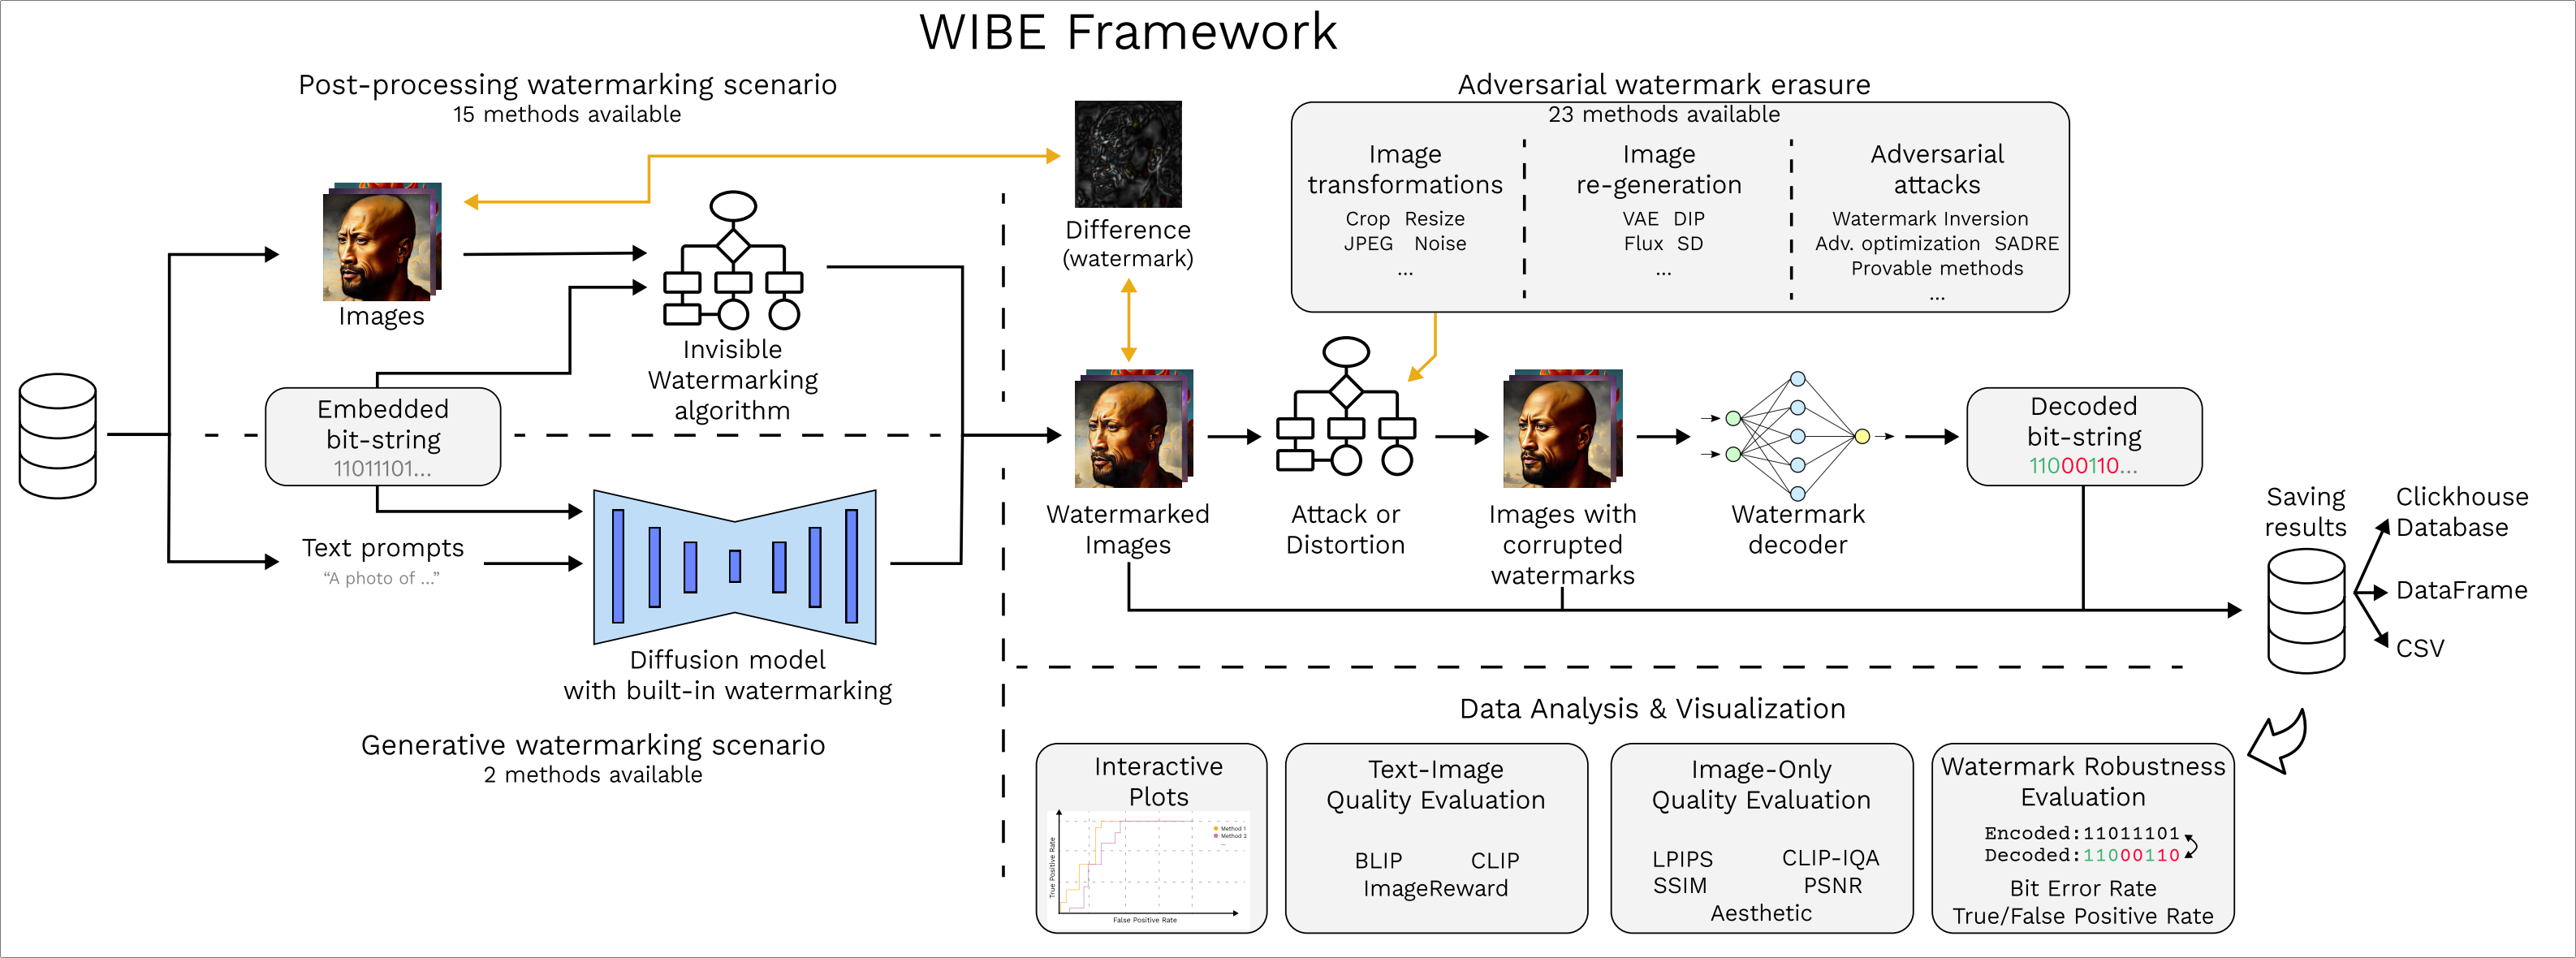 WIBE Framework
Post-processing watermarking scenario
15 methods available
Images
Embedded
bit-string
11011101...
Invisible
Watermarking
algorithm
Text prompts
“A photo of ...”
Diffusion model
with built-in watermarking
Generative watermarking scenario
2 methods available
Difference
(watermark)
Adversarial watermark erasure
23 methods available
Image
transformations
Crop Resize
JPEG Noise
...
Image
re-generation
VAE DIP
Flux SD
...
Adversarial
attacks
Watermark Inversion
Adv. optimization SADRE
Provable methods
...
Watermarked
Images
Attack or
Distortion
Images with
corrupted
watermarks
Watermark
decoder
Decoded
bit-string
11000110...
Saving
results
Clickhouse
Database
DataFrame
CSV
Data Analysis & Visualization
Interactive
Plots
True Positive Rate
Method 1
Method 2
...
False Positive Rate
Text-Image
Quality Evaluation
BLIP CLIP
ImageReward
Image-Only
Quality Evaluation
LPIPS CLIP-IQA
SSIM PSNR
Aesthetic
Watermark Robustness
Evaluation
Encoded:11011101
Decoded:11000110
Bit Error Rate
True/False Positive Rate